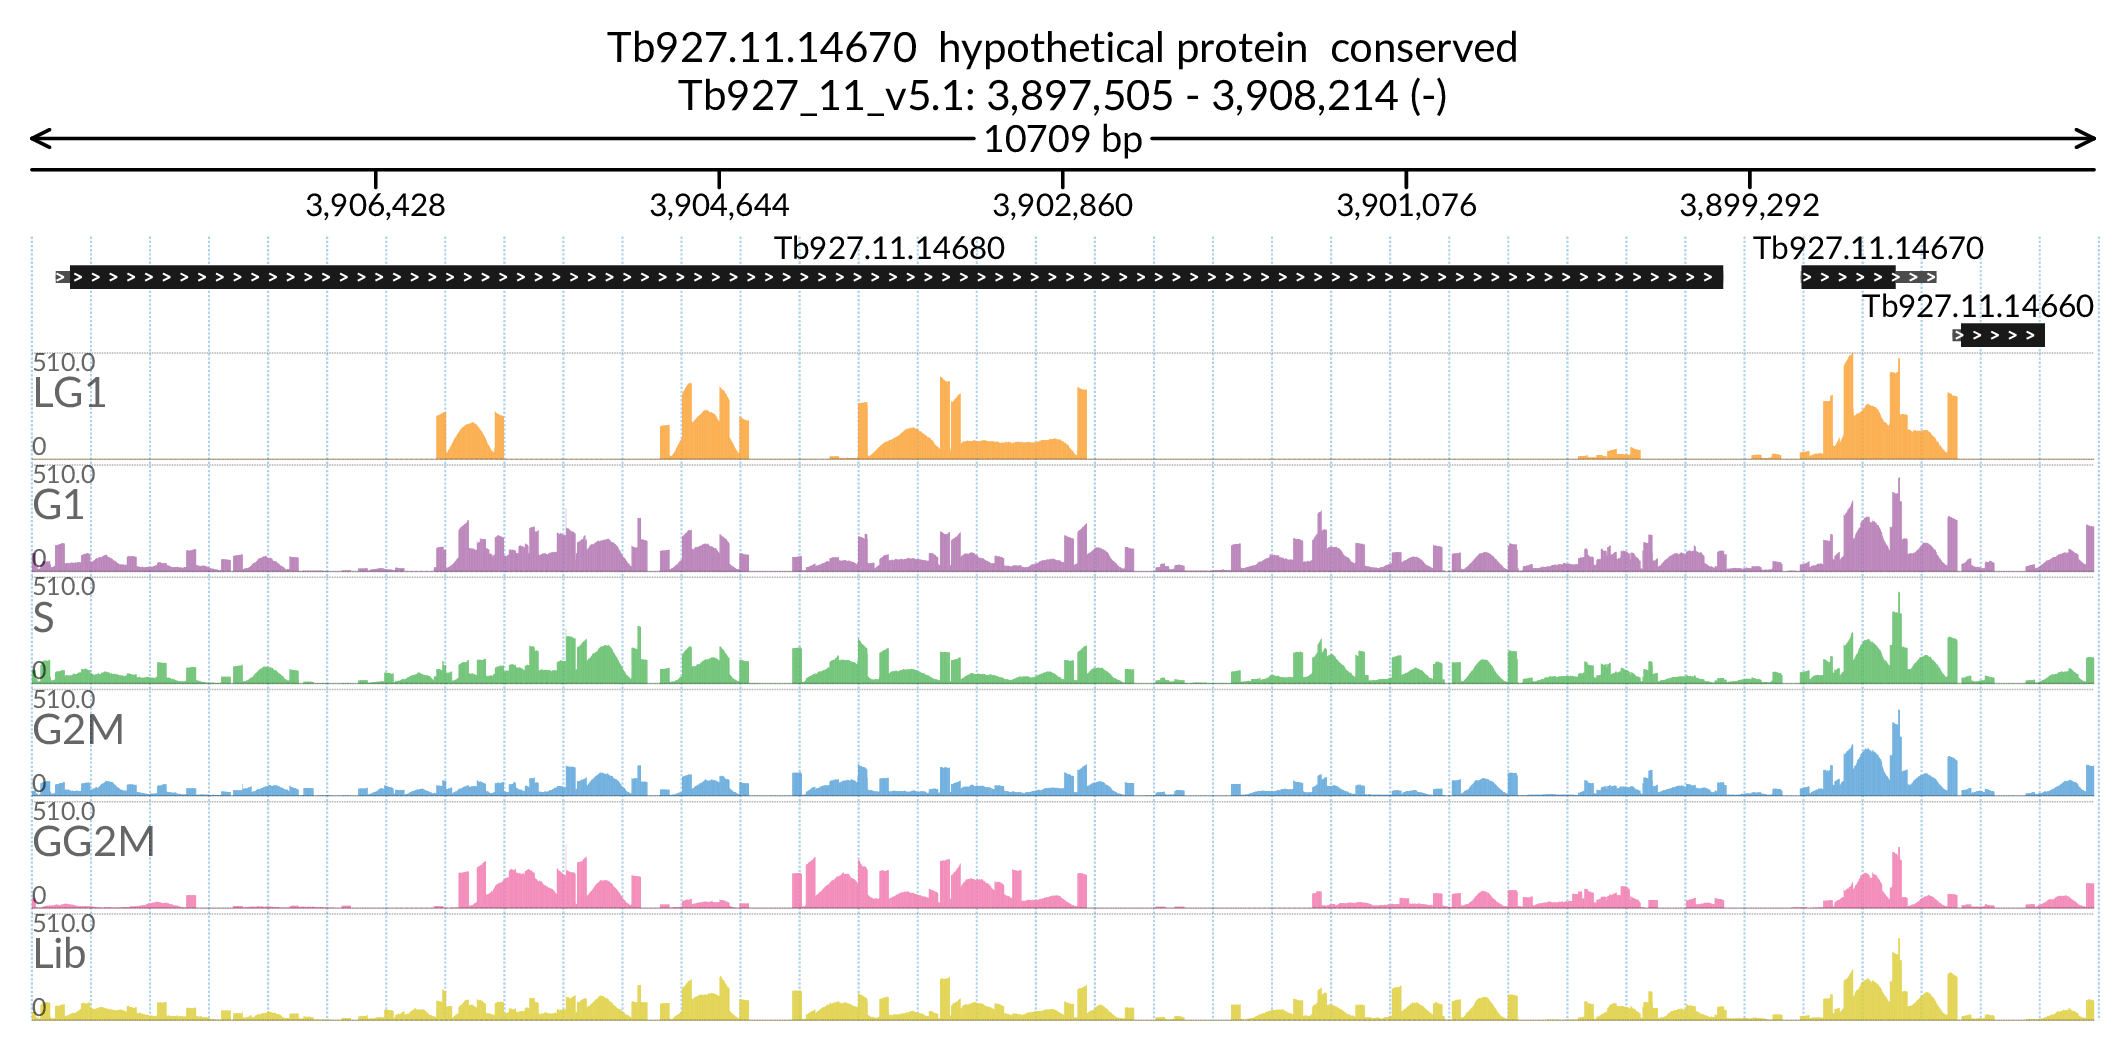 Tb927.11.14670 hypothetical protein conserved
Tb927_11_v5.1: 3,897,505 - 3,908,214 (-)
10709 bp
3,906,428 3,904,644 3,902,860 3,901,076 3,899,292
Tb927.11.14680 Tb927.11.14670
Tb927.11.14660
510.0
LG1
0
510.0
G1
0
510.0
S
0
510.0
G2M
0
510.0
GG2M
0
510.0
Lib
0